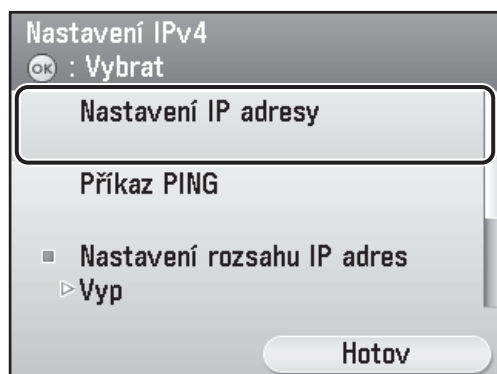 Nastavení IPv4
OK : Vybrat
Nastavení IP adresy
Příkaz PING
Nastavení rozsahu IP adres
Vyp
Hotov